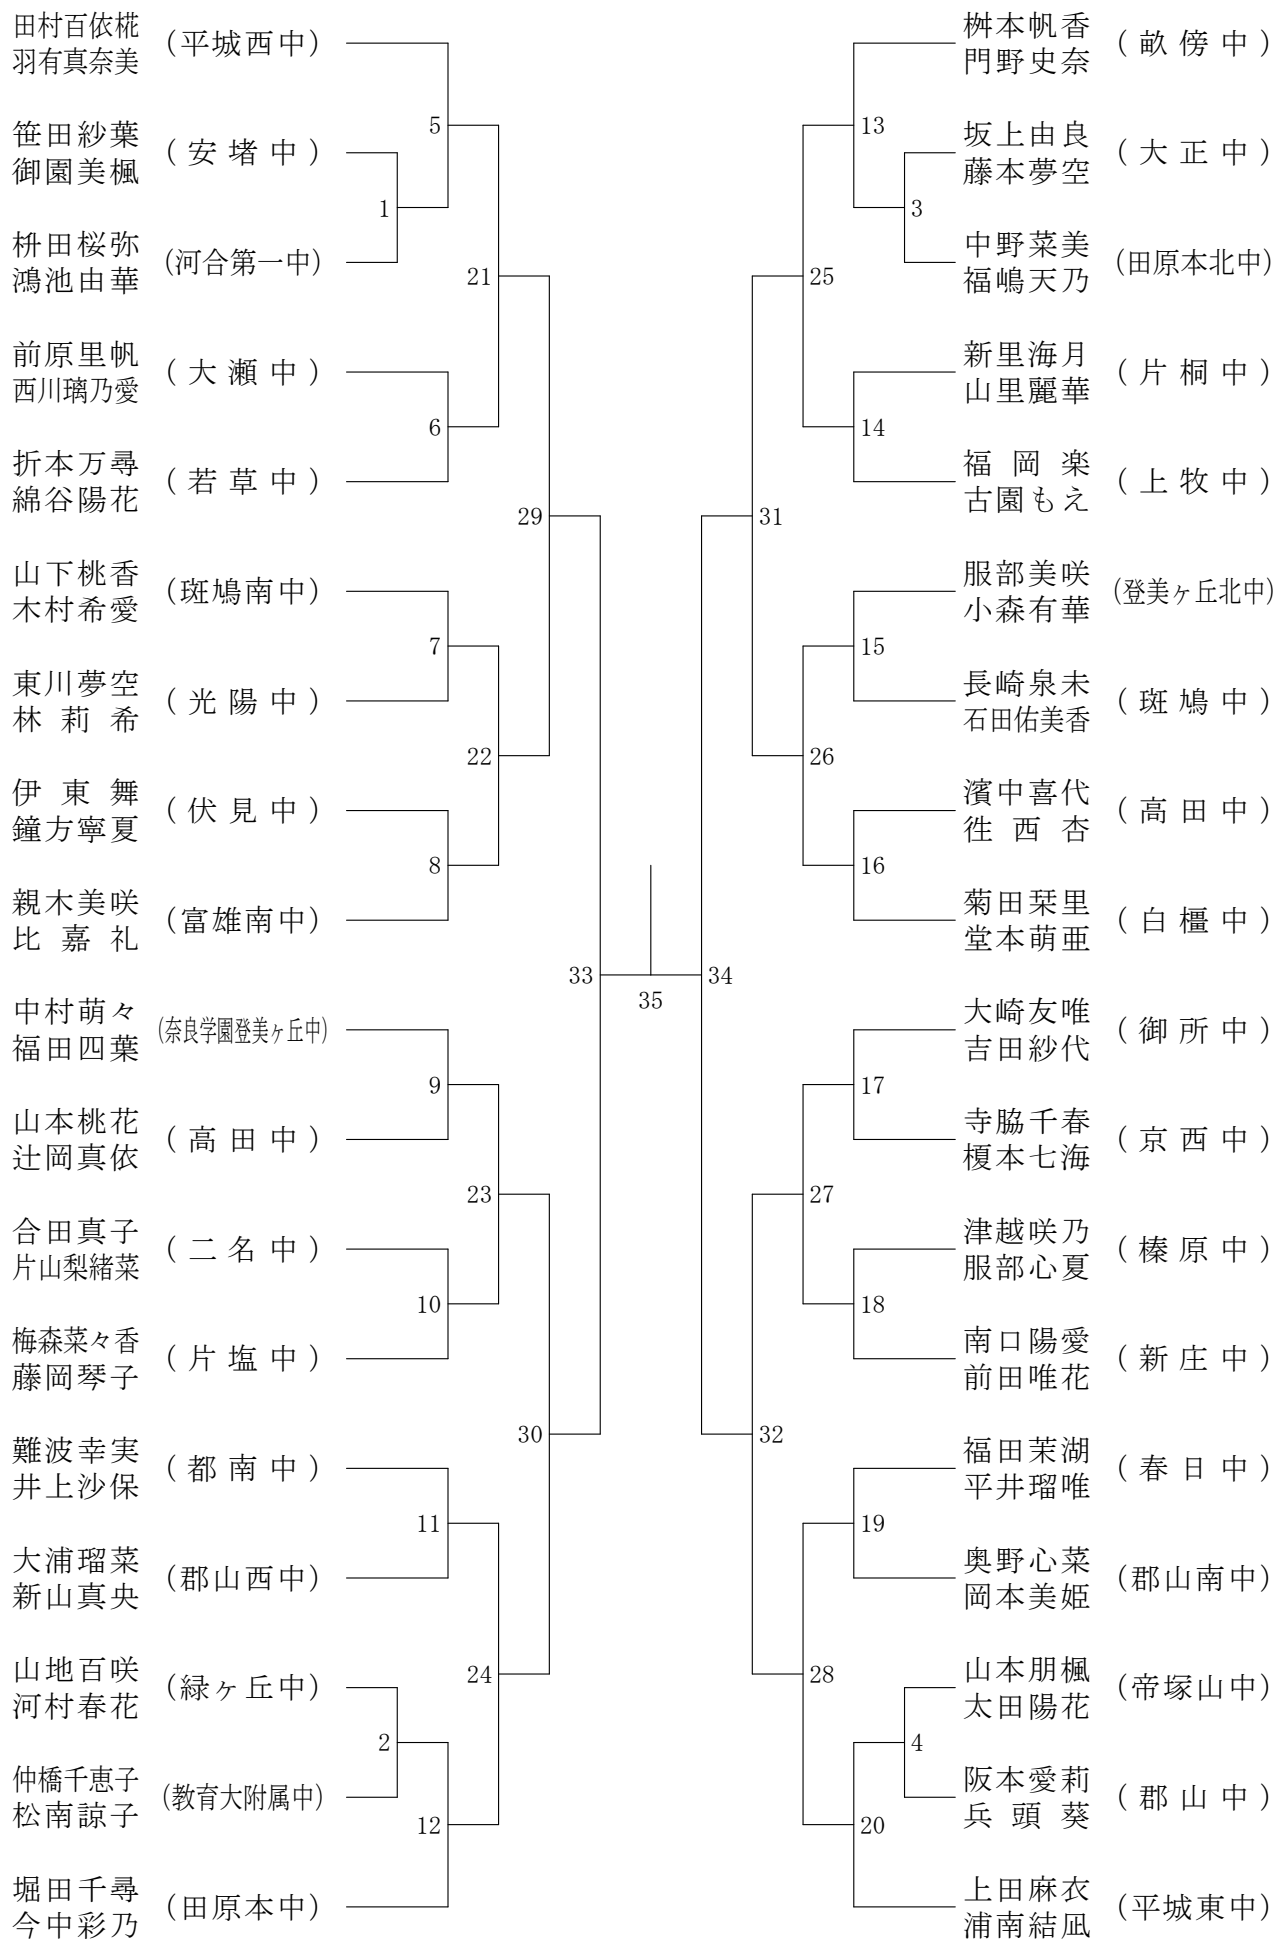 田村百依椛
羽有真奈美
(平城西中)
笹田紗葉
御園美楓
(安堵中)
枡田桜弥
鴻池由華
(河合第一中)
前原里帆
西川璃乃愛
(大瀬中)
折本万尋
綿谷陽花
(若草中)
山下桃香
木村希愛
(斑鳩南中)
東川夢空
林莉希
(光陽中)
伊東舞
鐘方寧夏
(伏見中)
親木美咲
比嘉礼
(富雄南中)
中村萌々
福田四葉
(奈良学園登美ヶ丘中)
山本桃花
辻岡真依
(高田中)
合田真子
片山梨緒菜
(二名中)
梅森菜々香
藤岡琴子
(片塩中)
難波幸実
井上沙保
(都南中)
大浦瑠菜
新山真央
(郡山西中)
山地百咲
河村春花
(緑ヶ丘中)
仲橋千恵子
松南諒子
(教育大附属中)
堀田千尋
今中彩乃
(田原本中)
1
2
5
6
7
8
9
10
11
12
21
22
23
24
29
30
33
35
34
31
32
25
26
27
28
13
14
15
16
17
18
19
20
3
4
桝本帆香
門野史奈
(畝傍中)
坂上由良
藤本夢空
(大正中)
中野菜美
福嶋天乃
(田原本北中)
新里海月
山里麗華
(片桐中)
福岡楽
古園もえ
(上牧中)
服部美咲
小森有華
(登美ヶ丘北中)
長崎泉未
石田佑美香
(斑鳩中)
濱中喜代
徃西杏
(高田中)
菊田栞里
堂本萌亜
(白橿中)
大崎友唯
吉田紗代
(御所中)
寺脇千春
榎本七海
(京西中)
津越咲乃
服部心夏
(榛原中)
南口陽愛
前田唯花
(新庄中)
福田茉湖
平井瑠唯
(春日中)
奥野心菜
岡本美姫
(郡山南中)
山本朋楓
太田陽花
(帝塚山中)
阪本愛莉
兵頭葵
(郡山中)
上田麻衣
浦南結凪
(平城東中)